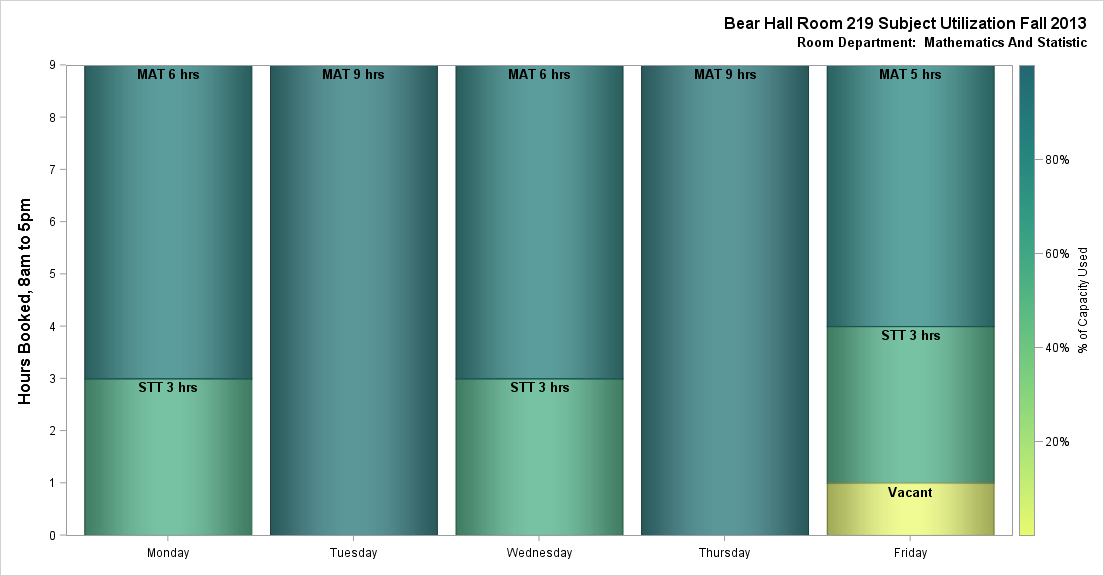 Bear Hall Room 219 Subject Utilization Fall 2013
Room Department:  Mathematics And Statistic
Hours Booked, 8am to 5pm
9
8
7
6
5
4
3
2
1
0
MAT 6 hrs
STT 3 hrs
MAT 9 hrs
MAT 6 hrs
STT 3 hrs
MAT 9 hrs
MAT 5 hrs
STT 3 hrs
Vacant
Monday
Tuesday
Wednesday
Thursday
Friday
80%
60%
40%
20%
% of Capacity Used